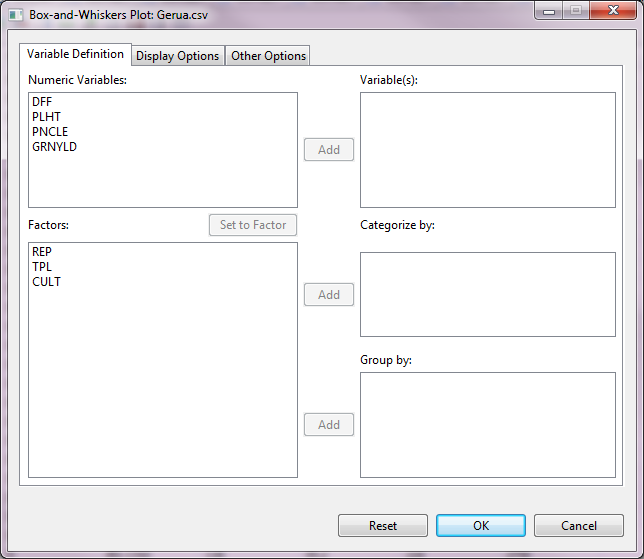 Box-and-Whiskers Plot: Gerua.csv
Variable Definition
Display Options
Other Options
Numeric Variables:
Variable(s):
DFF
PLHT
PNCLE
GRNYLD
Add
Factors:
Set to Factor
Categorize by:
REP
TPL
CULT
Add
Group by:
Add
Reset
OK
Cancel